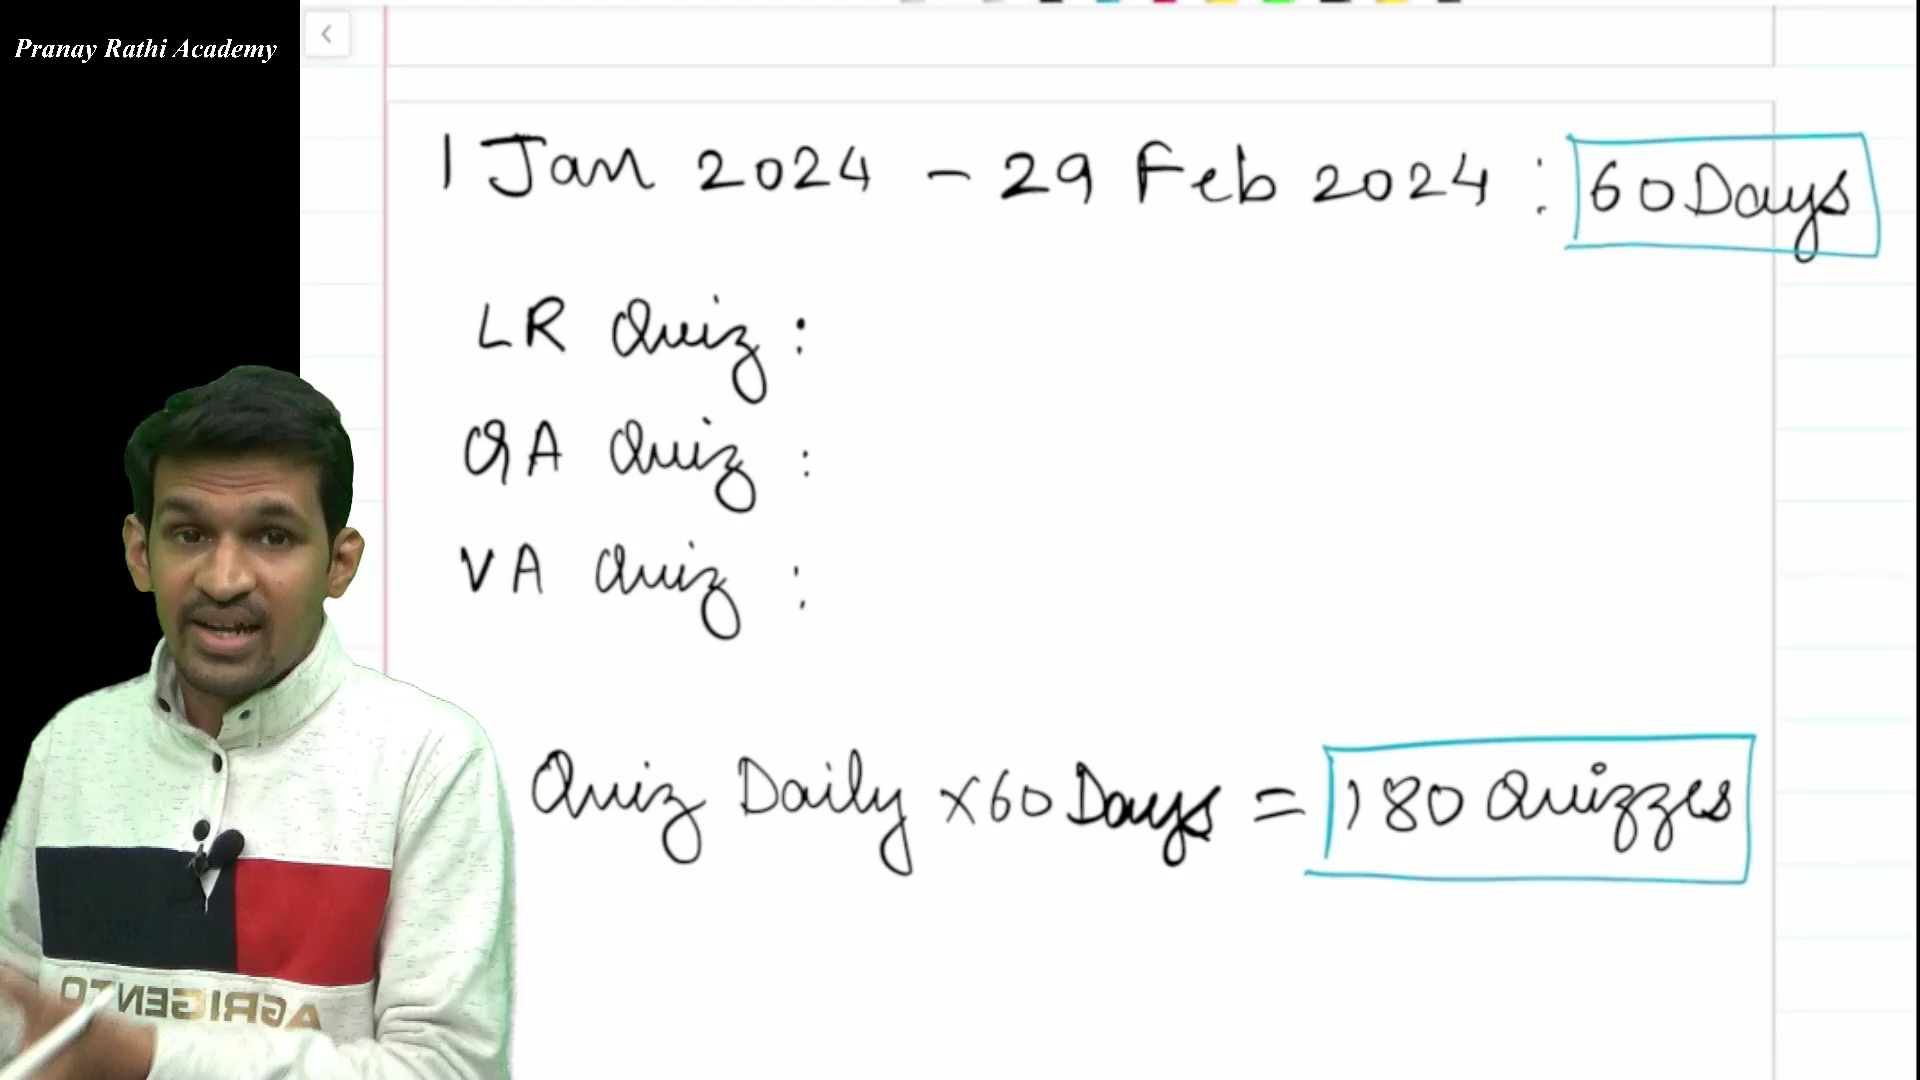 Pranay Rathi Academy
1 Jan 2024 - 29 Feb 2024 : 60 Days
LR Quiz :
QA Quiz :
VA Quiz :
Quiz Daily x 60 Days = 180 Quizzes
AGRIGENTO